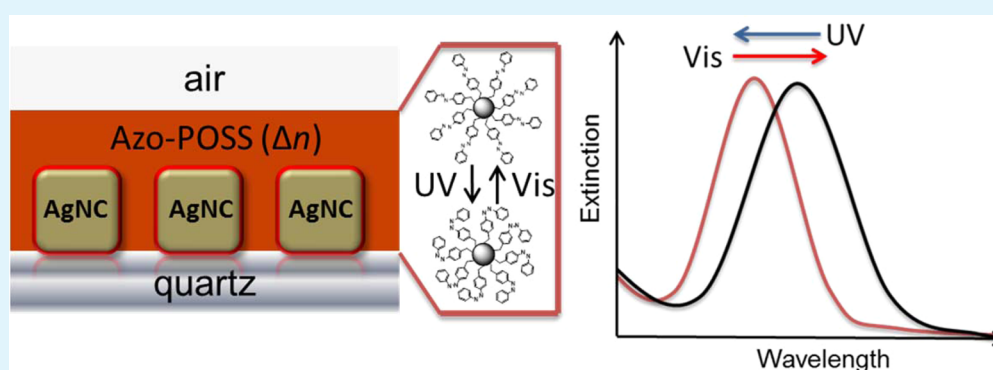 air
Azo-POSS (Δn)
AgNC AgNC AgNC
quartz
UV Vis
UV
Vis
Extinction
Wavelength